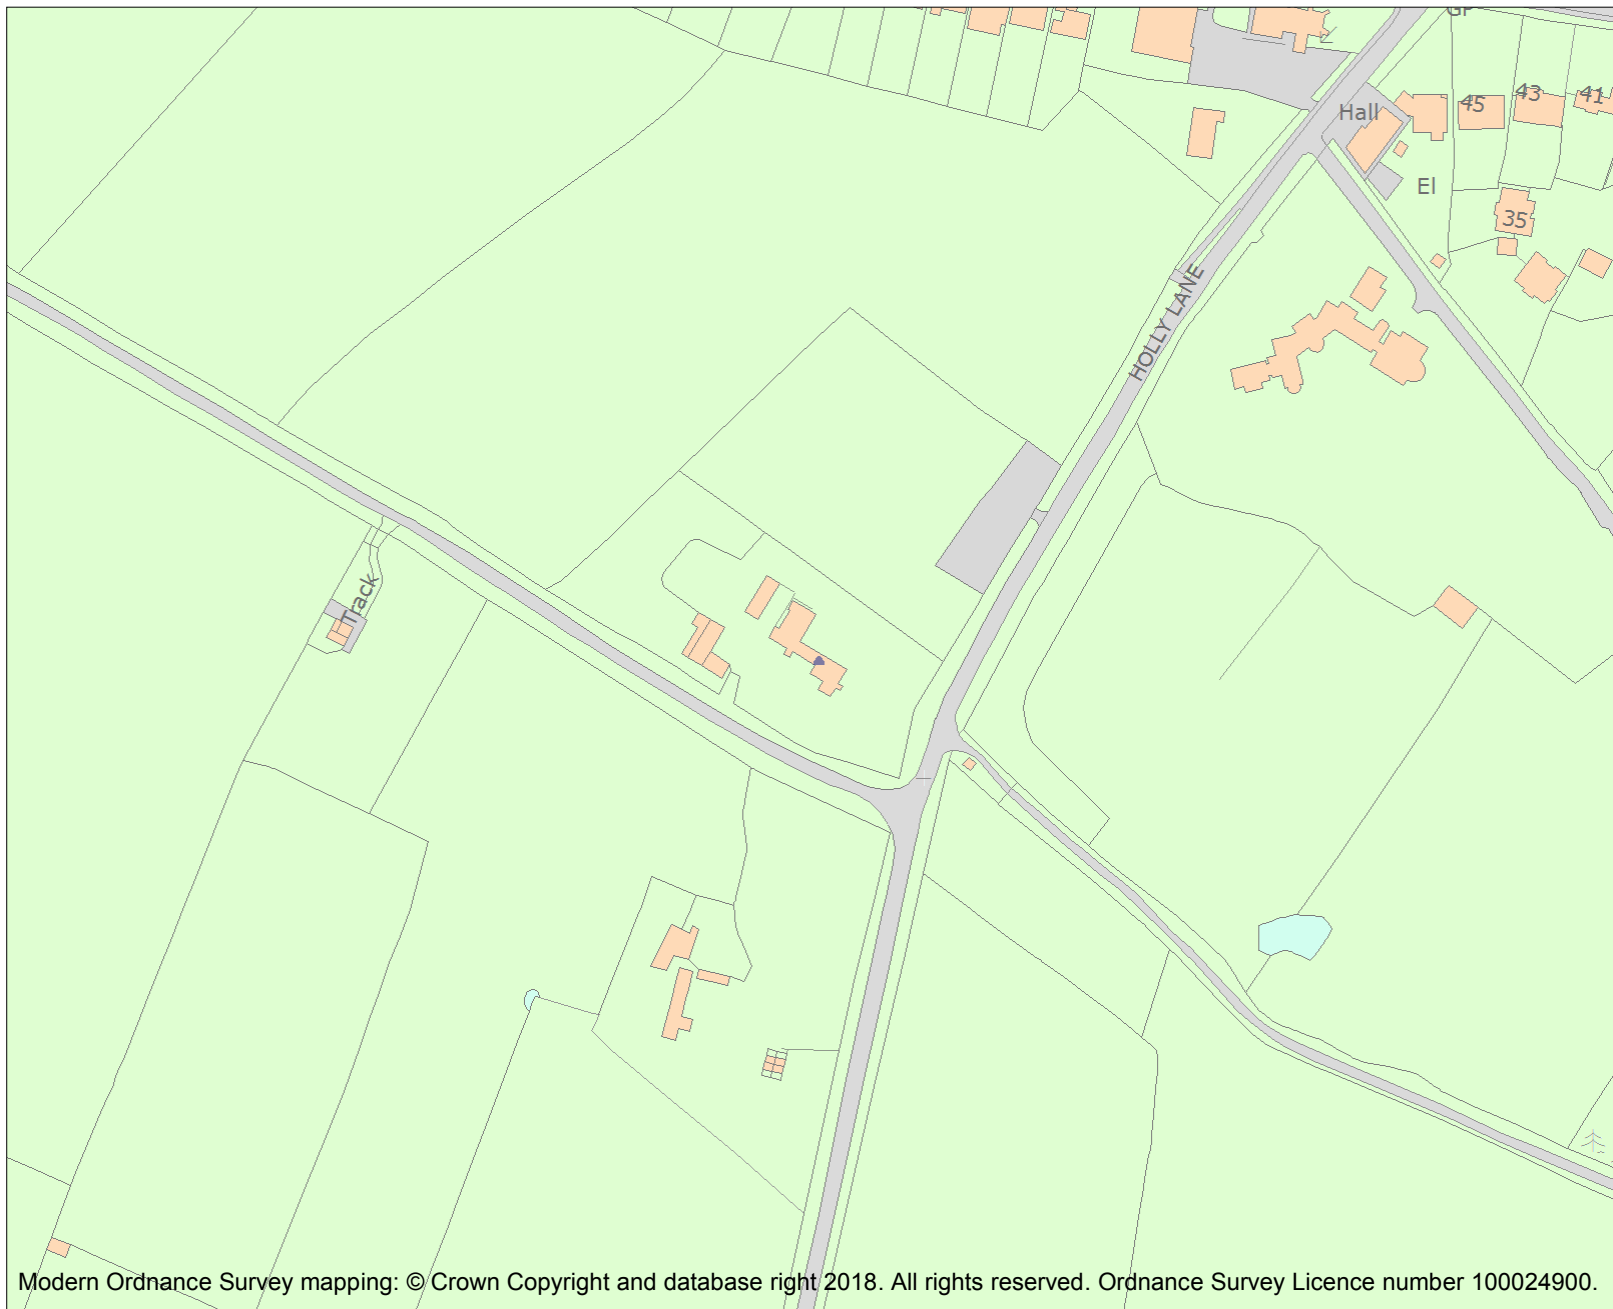 GP
Hall
45
43
41
El
35
HOLLY LANE
Track
Modern Ordnance Survey mapping: © Crown Copyright and database right 2018. All rights reserved. Ordnance Survey Licence number 100024900.